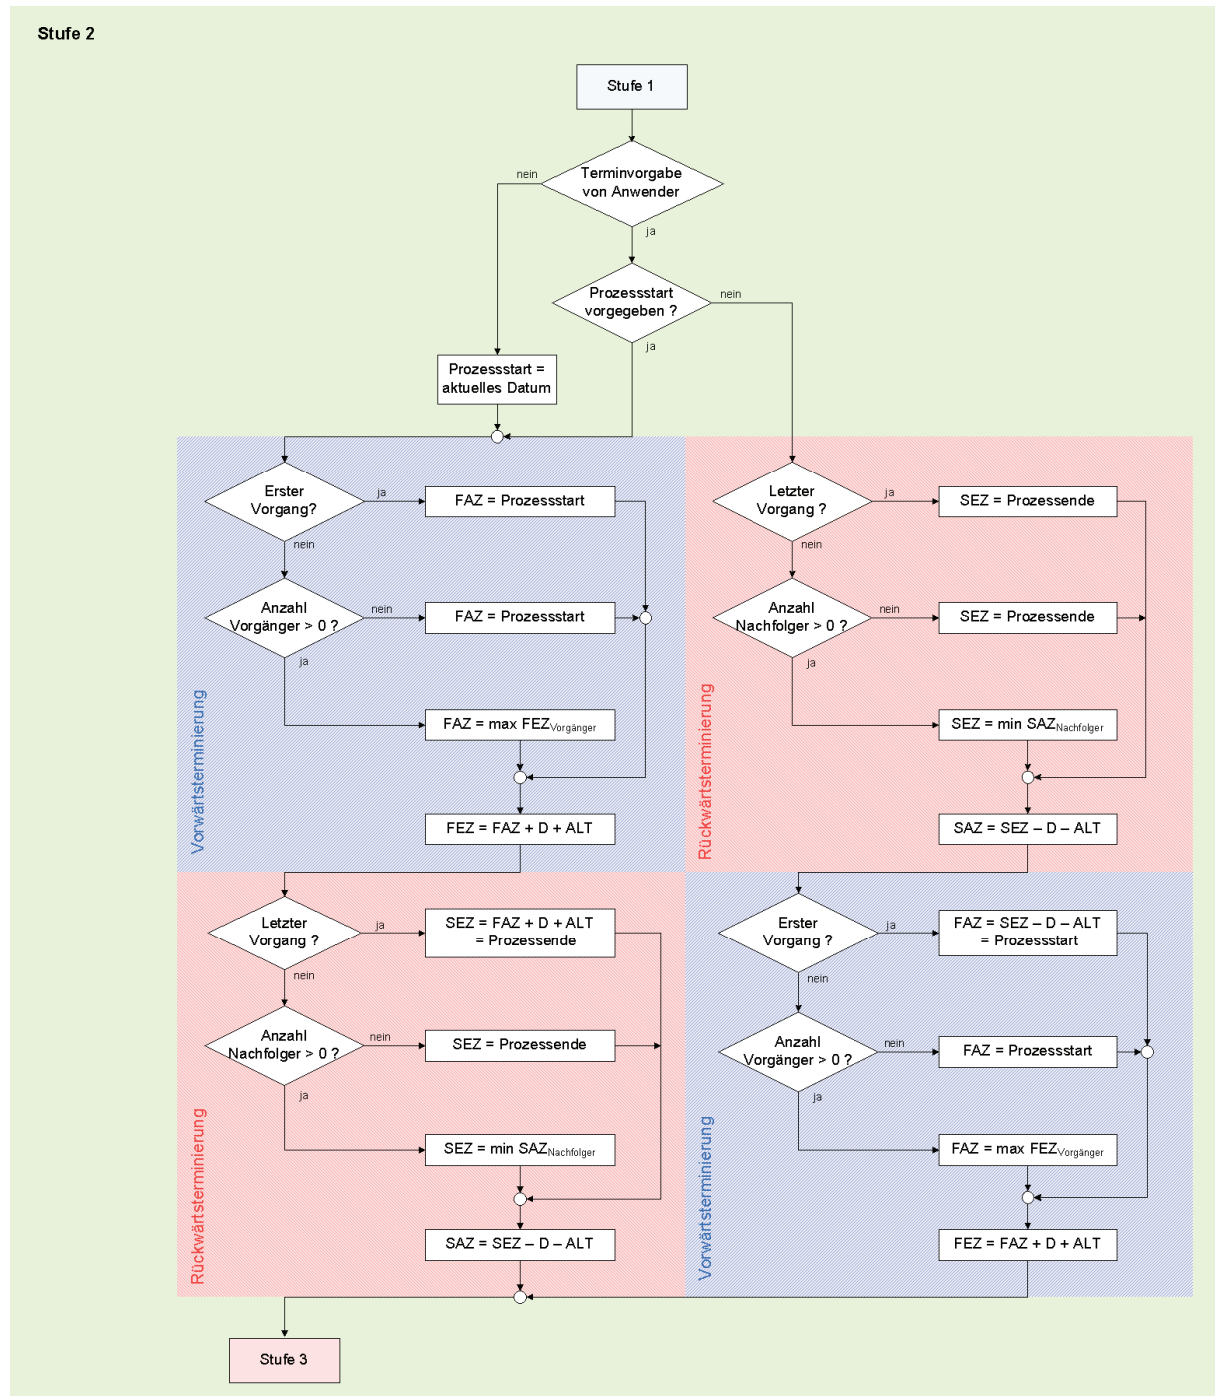 Stufe 2
Stufe 1
Terminvorgabe
von Anwender
nein
ja
Prozessstart
vorgegeben ?
nein
ja
Prozessstart =
aktuelles Datum
Erster
Vorgang?
ja
FAZ = Prozessstart
nein
Anzahl
Vorgänger > 0 ?
nein
FAZ = Prozessstart
ja
FAZ = max FEZVorgänger
FEZ = FAZ + D + ALT
Vorwärtsterminierung
Letzter
Vorgang ?
ja
SEZ = Prozessende
nein
Anzahl
Nachfolger > 0 ?
nein
SEZ = Prozessende
ja
SEZ = min SAZNachfolger
SAZ = SEZ – D – ALT
Rückwärtsterminierung
Letzter
Vorgang ?
ja
SEZ = FAZ + D + ALT
= Prozessende
nein
Anzahl
Nachfolger > 0 ?
nein
SEZ = Prozessende
ja
SEZ = min SAZNachfolger
SAZ = SEZ – D – ALT
Rückwärtsterminierung
Erster
Vorgang ?
ja
FAZ = SEZ – D – ALT
= Prozessstart
nein
Anzahl
Vorgänger > 0 ?
nein
FAZ = Prozessstart
ja
FAZ = max FEZVorgänger
FEZ = FAZ + D + ALT
Vorwärtsterminierung
Stufe 3